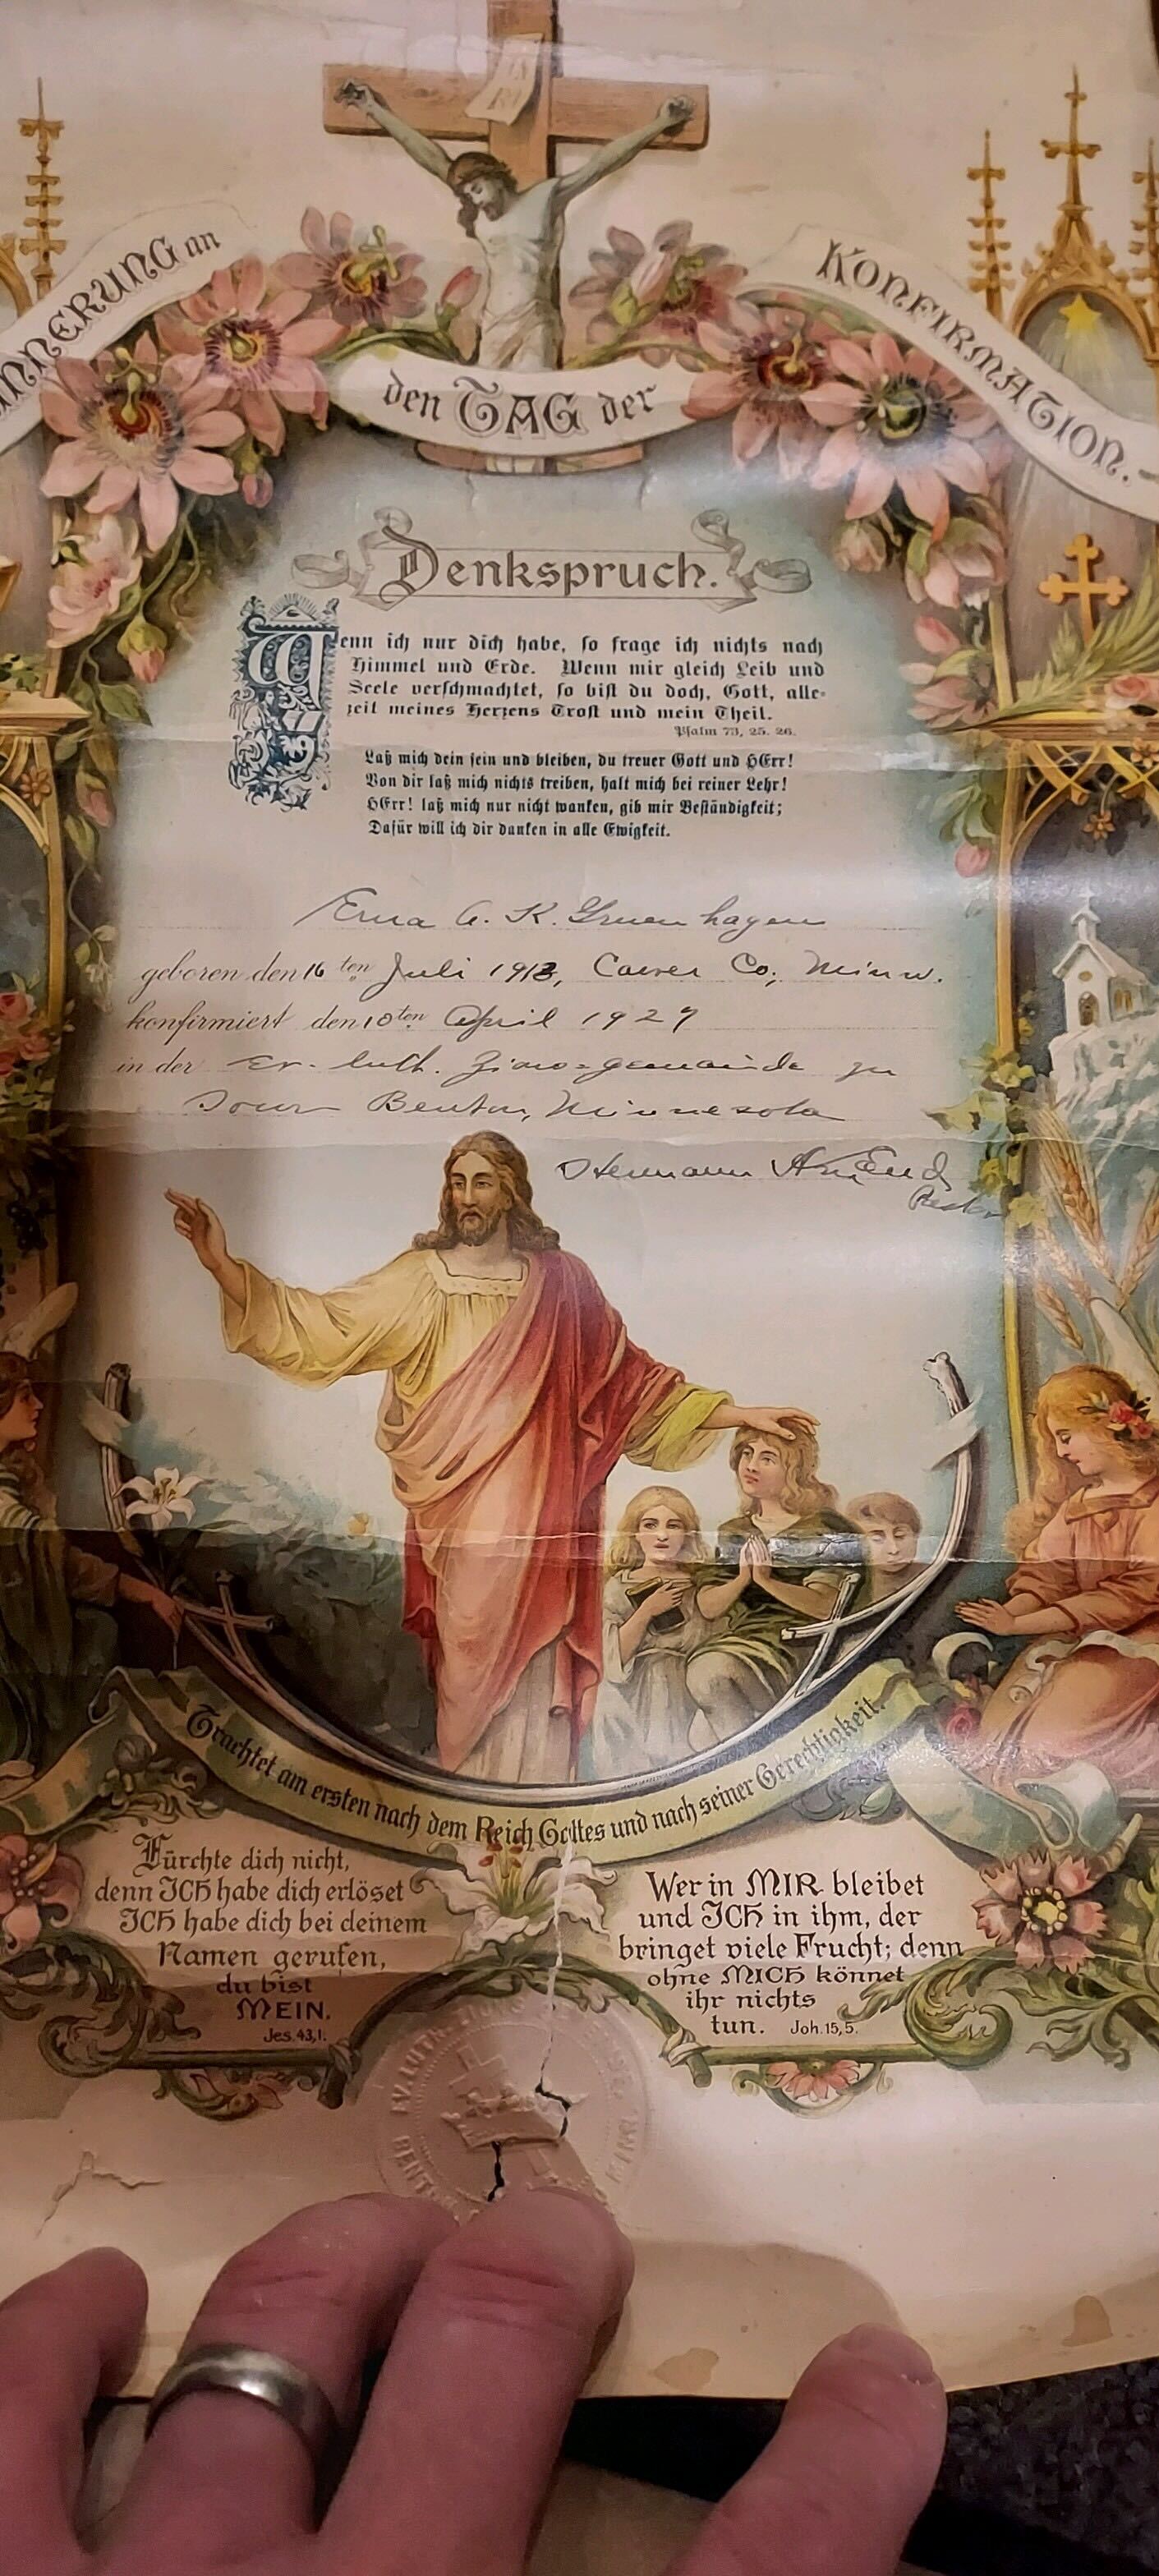 NNERUNG an
den TAG der
KONFIRMATION.
Denkspruch.
Wenn ich nur dich habe, so frage ich nichts nach
Himmel und Erde. Wenn mir gleich Leib und
Seele verschmachtet, so bist du doch, Gott, alle-
zeit meines Herzens Trost und mein Theil.
Psalm 73, 25. 26.
Laß mich dein sein und bleiben, du treuer Gott und HErr!
Von dir laß mich nichts treiben, halt mich bei reiner Lehr!
HErr! laß mich nur nicht wanken, gib mir Beständigkeit;
Dafür will ich dir danken in alle Ewigkeit.
Erna A. K. Gruenhagen
geboren den 16ten Juli 1913, Carver Co, Minn.
konfirmiert den 10ten April 1927
in der Ev. luth. Zions-gemeinde zu
Town Benton, Minnesota
Hermann
Pastor
Trachtet am ersten nach dem Reich Gottes und nach seiner Gerechtigkeit.
Fürchte dich nicht,
denn ICH habe dich erlöset
ICH habe dich bei deinem
Namen gerufen,
du bist
MEIN.
Jes. 43,1.
Wer in MIR bleibet
und ICH in ihm, der
bringet viele Frucht; denn
ohne MICH könnet
ihr nichts
tun. Joh. 15,5.
EV. LUTH.
BENT
MINN